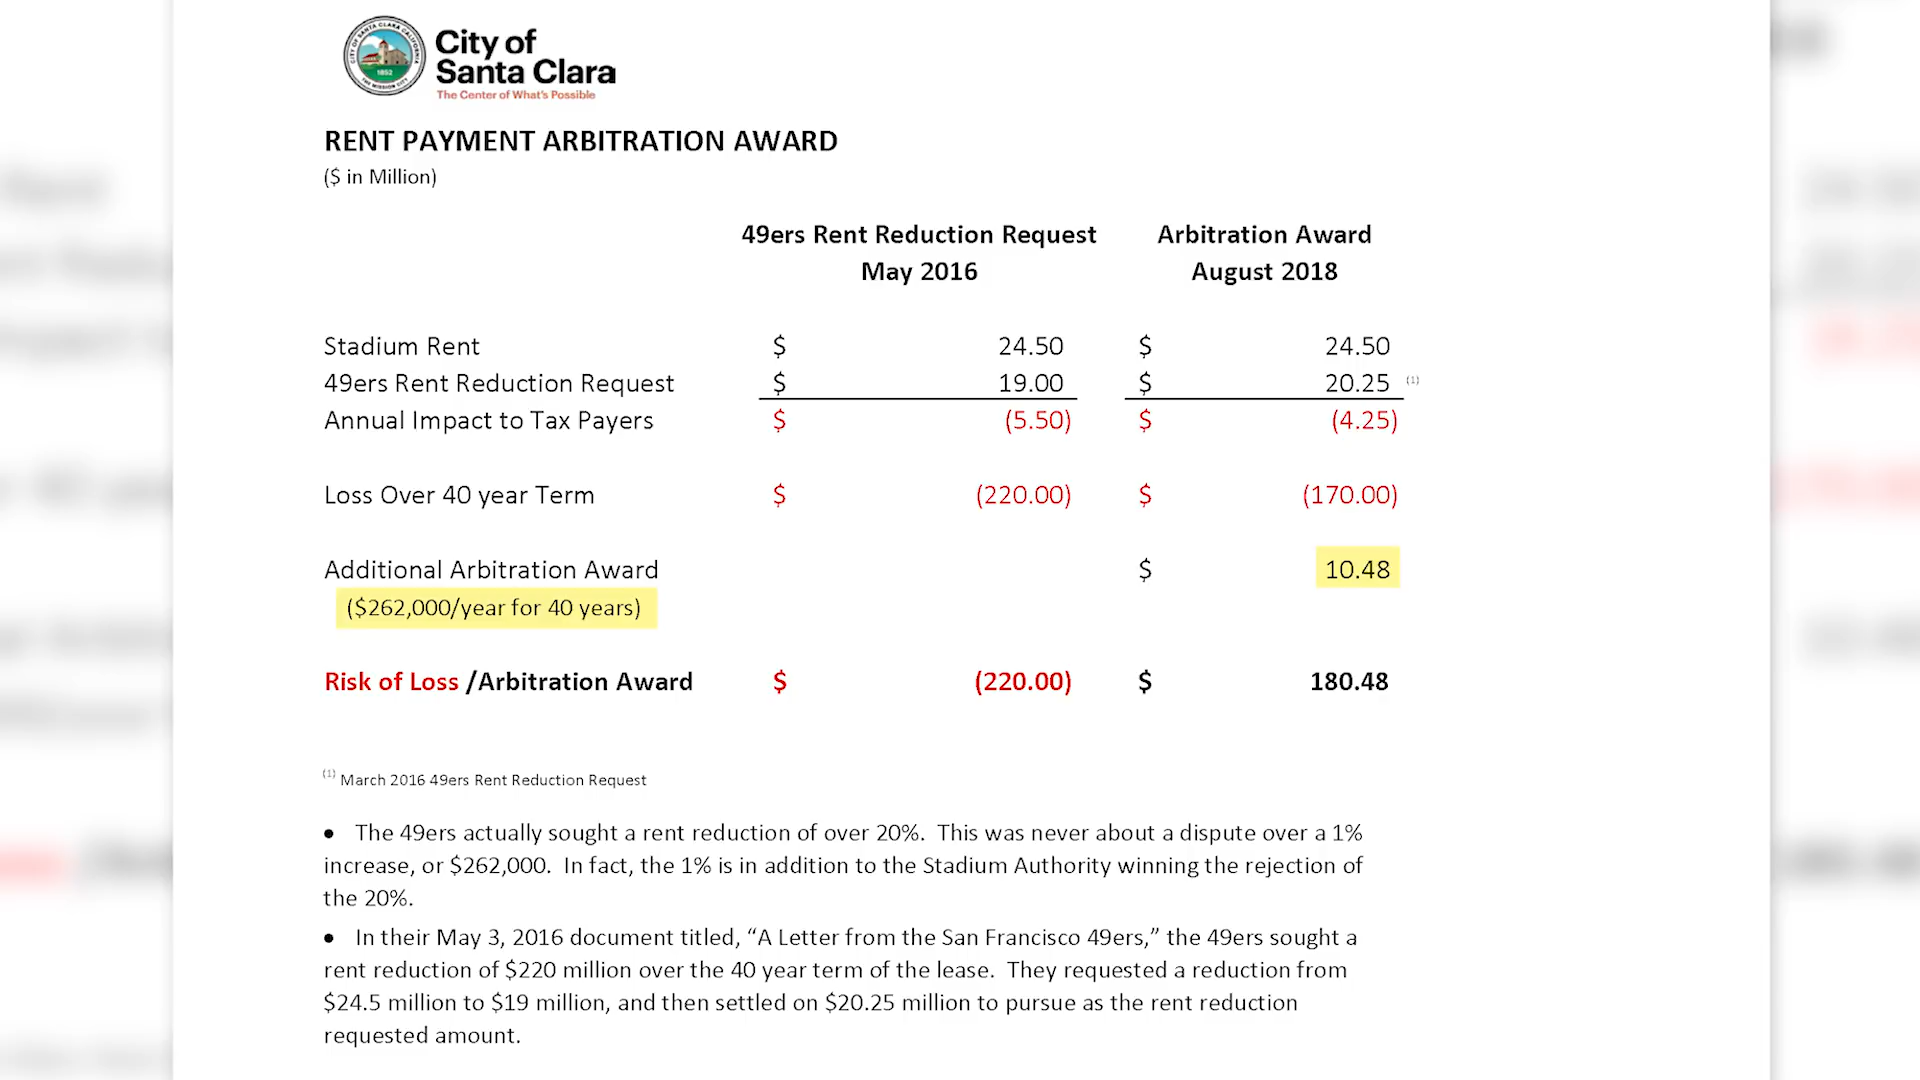 City of
Santa Clara
The Center of What's Possible
RENT PAYMENT ARBITRATION AWARD
($ in Million)
49ers Rent Reduction Request Arbitration Award
May 2016 August 2018
Stadium Rent $ 24.50 $ 24.50
49ers Rent Reduction Request $ 19.00 $ 20.25 (1)
Annual Impact to Tax Payers $ (5.50) $ (4.25)
Loss Over 40 year Term $ (220.00) $ (170.00)
Additional Arbitration Award $ 10.48
($262,000/year for 40 years)
Risk of Loss /Arbitration Award $ (220.00) $ 180.48
(1) March 2016 49ers Rent Reduction Request
• The 49ers actually sought a rent reduction of over 20%. This was never about a dispute over a 1%
increase, or $262,000. In fact, the 1% is in addition to the Stadium Authority winning the rejection of
the 20%.
• In their May 3, 2016 document titled, “A Letter from the San Francisco 49ers,” the 49ers sought a
rent reduction of $220 million over the 40 year term of the lease. They requested a reduction from
$24.5 million to $19 million, and then settled on $20.25 million to pursue as the rent reduction
requested amount.